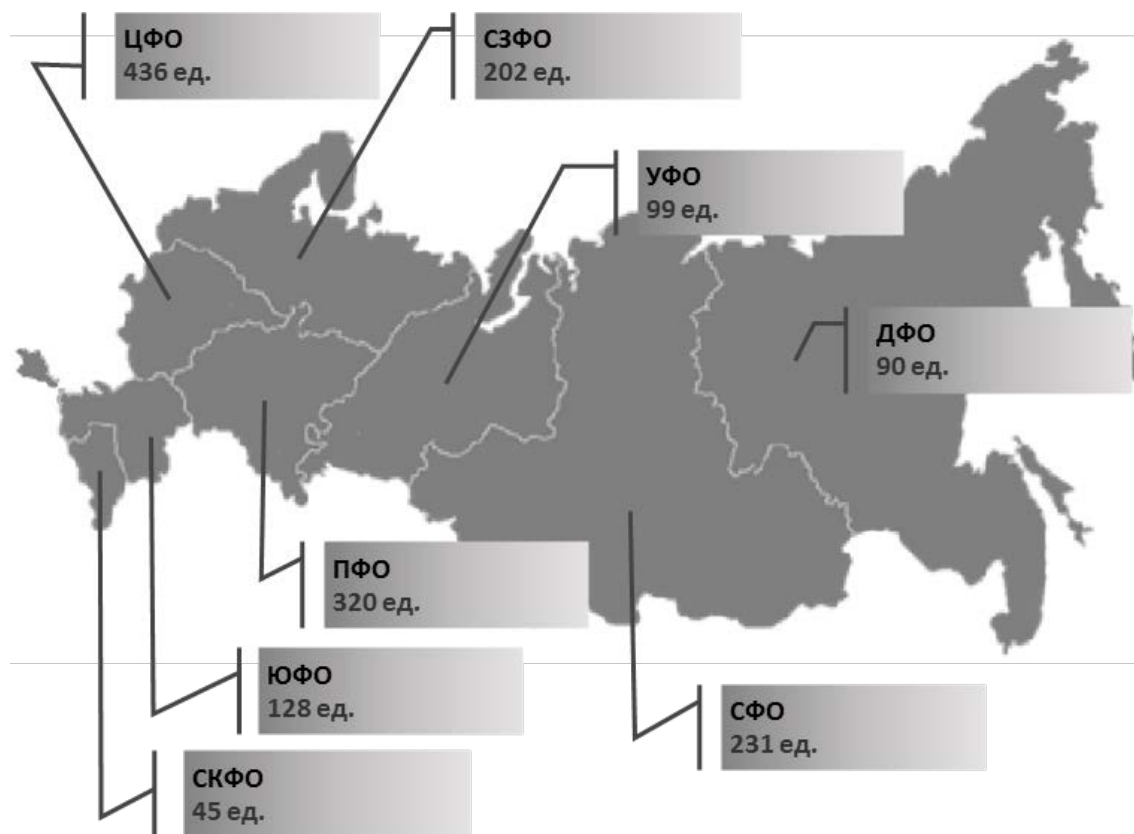 ЦФО
436 ед.
СЗФО
202 ед.
УФО
99 ед.
ДФО
90 ед.
ПФО
320 ед.
ЮФО
128 ед.
СФО
231 ед.
СКФО
45 ед.